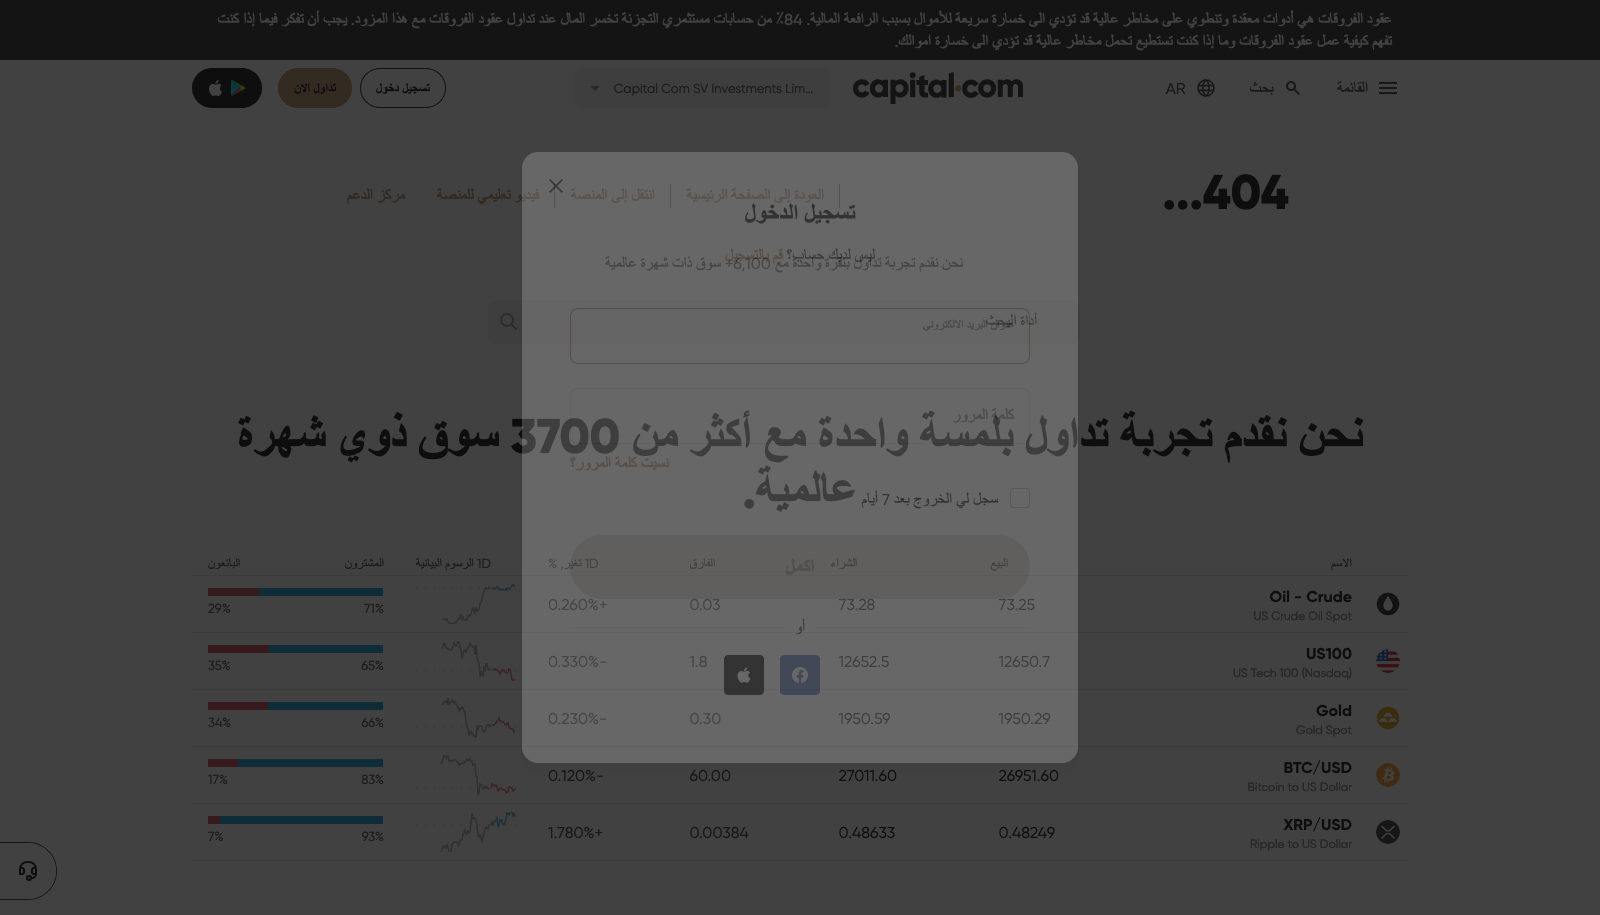 عقود الفروقات هي أدوات معقدة وتنطوي على مخاطر عالية قد تؤدي الى خسارة سريعة للأموال بسبب الرافعة المالية. 84٪ من حسابات مستثمري التجزئة تخسر المال عند تداول عقود الفروقات مع هذا المزود. يجب أن تفكر فيما إذا كنت
تفهم كيفية عمل عقود الفروقات وما إذا كنت تستطيع تحمل مخاطر عالية قد تؤدي الى خسارة اموالك.
القائمة
بحث
AR
capital.com
Capital Com SV Investments Lim...
تسجيل دخول
تداول الآن
404...
العودة إلى الصفحة الرئيسية
انتقل إلى المنصة
فيديو تعليمي للمنصة
مركز الدعم
تسجيل الدخول
ليس لديك حساب؟ قم بالتسجيل
نحن نقدم تجربة تداول بنقرة واحدة مع 6,100+ سوق ذات شهرة عالمية
أداة البحث
عنوان البريد الالكتروني
كلمة المرور
نحن نقدم تجربة تداول بلمسة واحدة مع أكثر من 3700 سوق ذوي شهرة
عالمية.
نسيت كلمة المرور؟
سجل لي الخروج بعد 7 أيام
اكمل
أو
الاسم البيع الشراء الفارق 1D تغير, % 1D الرسوم البيانية المشترون البائعون
Oil - Crude 73.25 73.28 0.03 0.260%+ 71% 29%
US Crude Oil Spot
US100 12650.7 12652.5 1.8 0.330%- 65% 35%
US Tech 100 (Nasdaq)
Gold 1950.29 1950.59 0.30 0.230%- 66% 34%
Gold Spot
BTC/USD 26951.60 27011.60 60.00 0.120%- 83% 17%
Bitcoin to US Dollar
XRP/USD 0.48249 0.48633 0.00384 1.780%+ 93% 7%
Ripple to US Dollar